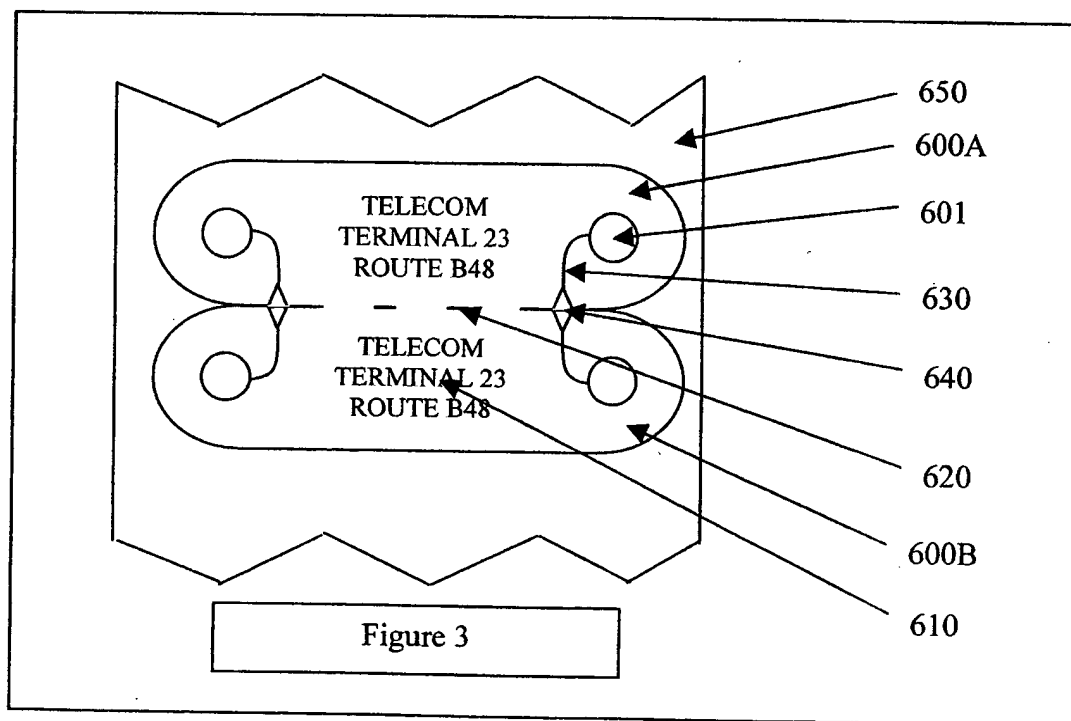 650
600A
TELECOM
TERMINAL 23
ROUTE B48
601
630
TELECOM
TERMINAL 23
ROUTE B48
640
620
600B
610
Figure 3